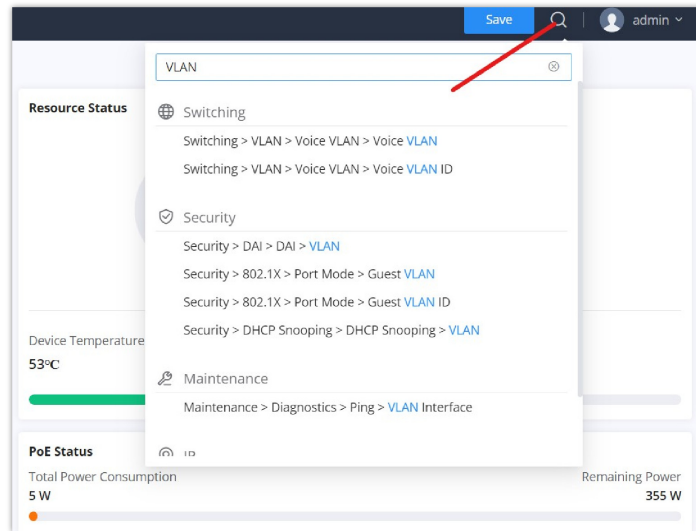 Save
admin
VLAN
Resource Status
Switching
Switching > VLAN > Voice VLAN > Voice VLAN
Switching > VLAN > Voice VLAN > Voice VLAN ID
Security
Security > DAI > DAI > VLAN
Security > 802.1X > Port Mode > Guest VLAN
Security > 802.1X > Port Mode > Guest VLAN ID
Security > DHCP Snooping > DHCP Snooping > VLAN
Device Temperature
53°C
Maintenance
Maintenance > Diagnostics > Ping > VLAN Interface
IP
PoE Status
Total Power Consumption
Remaining Power
5 W
355 W